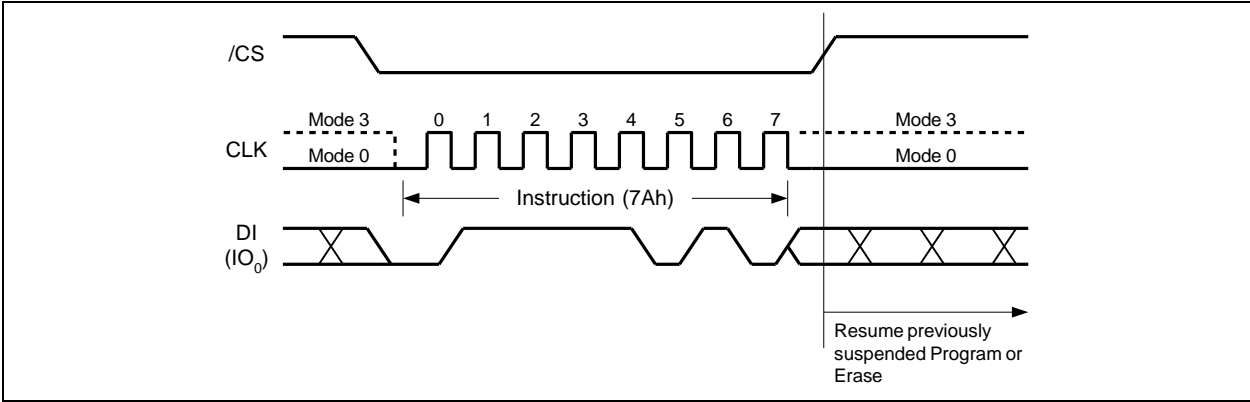 /CS
Mode 3 0 1 2 3 4 5 6 7 Mode 3
CLK
Mode 0 Mode 0
Instruction (7Ah)
DI
(IO0)
Resume previously
suspended Program or
Erase